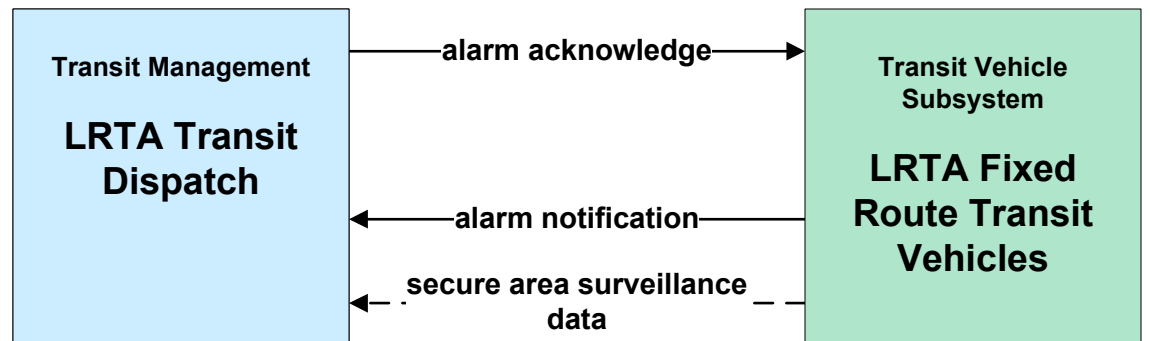 Transit Management
LRTA Transit
Dispatch
alarm acknowledge
alarm notification
secure area surveillance
data
Transit Vehicle
Subsystem
LRTA Fixed
Route Transit
Vehicles